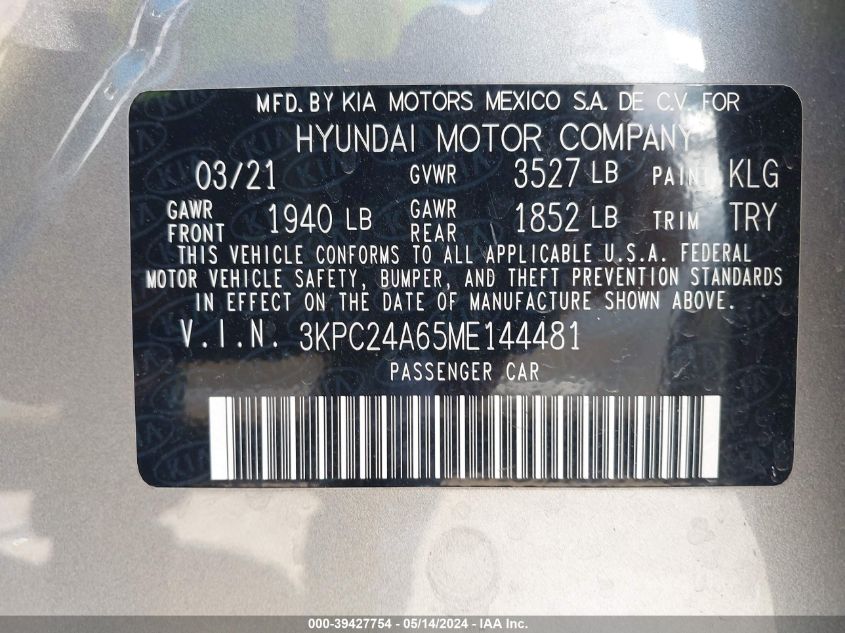 MFD. BY KIA MOTORS MEXICO S.A. DE C.V. FOR
HYUNDAI MOTOR COMPANY
03/21 GVWR 3527 LB PAINT KLG
GAWR FRONT 1940 LB GAWR REAR 1852 LB TRIM TRY
THIS VEHICLE CONFORMS TO ALL APPLICABLE U.S.A. FEDERAL
MOTOR VEHICLE SAFETY, BUMPER, AND THEFT PREVENTION STANDARDS
IN EFFECT ON THE DATE OF MANUFACTURE SHOWN ABOVE.
V.I.N. 3KPC24A65ME144481
PASSENGER CAR
000-39427754 - 05/14/2024 - IAA Inc.